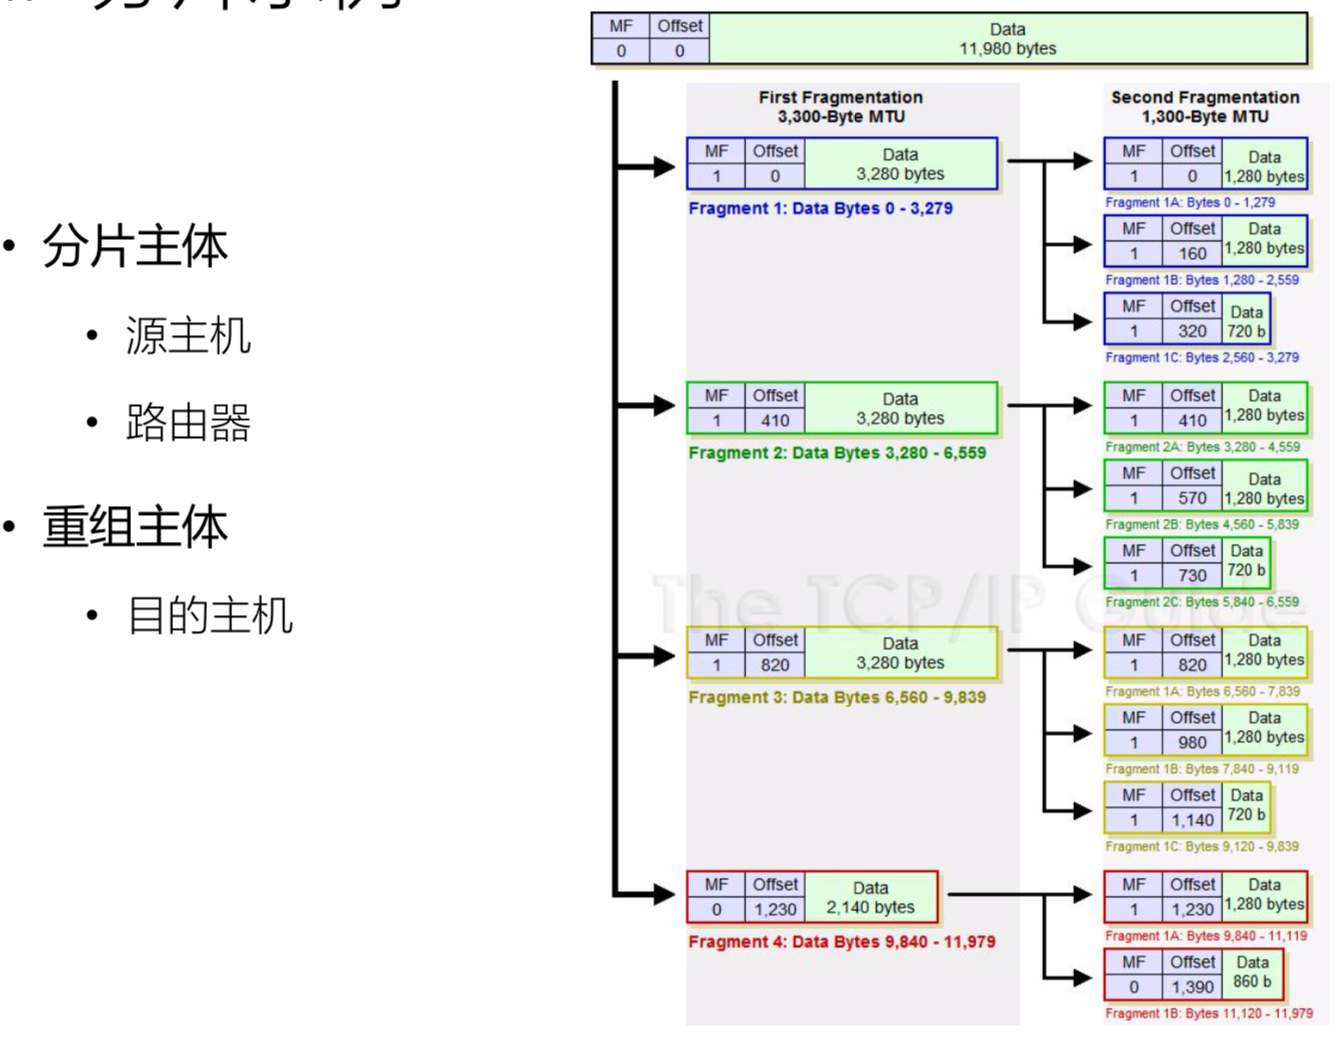 • 分片主体
• 源主机
• 路由器
• 重组主体
• 目的主机
MF Offset Data
0 0 11,980 bytes
First Fragmentation
3,300-Byte MTU
Second Fragmentation
1,300-Byte MTU
MF Offset Data
1 0 3,280 bytes
Fragment 1: Data Bytes 0 - 3,279
MF Offset Data
1 0 1,280 bytes
Fragment 1A: Bytes 0 - 1,279
MF Offset Data
1 160 1,280 bytes
Fragment 1B: Bytes 1,280 - 2,559
MF Offset Data
1 320 720 b
Fragment 1C: Bytes 2,560 - 3,279
MF Offset Data
1 410 3,280 bytes
Fragment 2: Data Bytes 3,280 - 6,559
MF Offset Data
1 410 1,280 bytes
Fragment 2A: Bytes 3,280 - 4,559
MF Offset Data
1 570 1,280 bytes
Fragment 2B: Bytes 4,560 - 5,839
MF Offset Data
1 730 720 b
Fragment 2C: Bytes 5,840 - 6,559
The TCP/IP Guide
MF Offset Data
1 820 3,280 bytes
Fragment 3: Data Bytes 6,560 - 9,839
MF Offset Data
1 820 1,280 bytes
Fragment 1A: Bytes 6,560 - 7,839
MF Offset Data
1 980 1,280 bytes
Fragment 1B: Bytes 7,840 - 9,119
MF Offset Data
1 1,140 720 b
Fragment 1C: Bytes 9,120 - 9,839
MF Offset Data
0 1,230 2,140 bytes
Fragment 4: Data Bytes 9,840 - 11,979
MF Offset Data
1 1,230 1,280 bytes
Fragment 1A: Bytes 9,840 - 11,119
MF Offset Data
0 1,390 860 b
Fragment 1B: Bytes 11,120 - 11,979